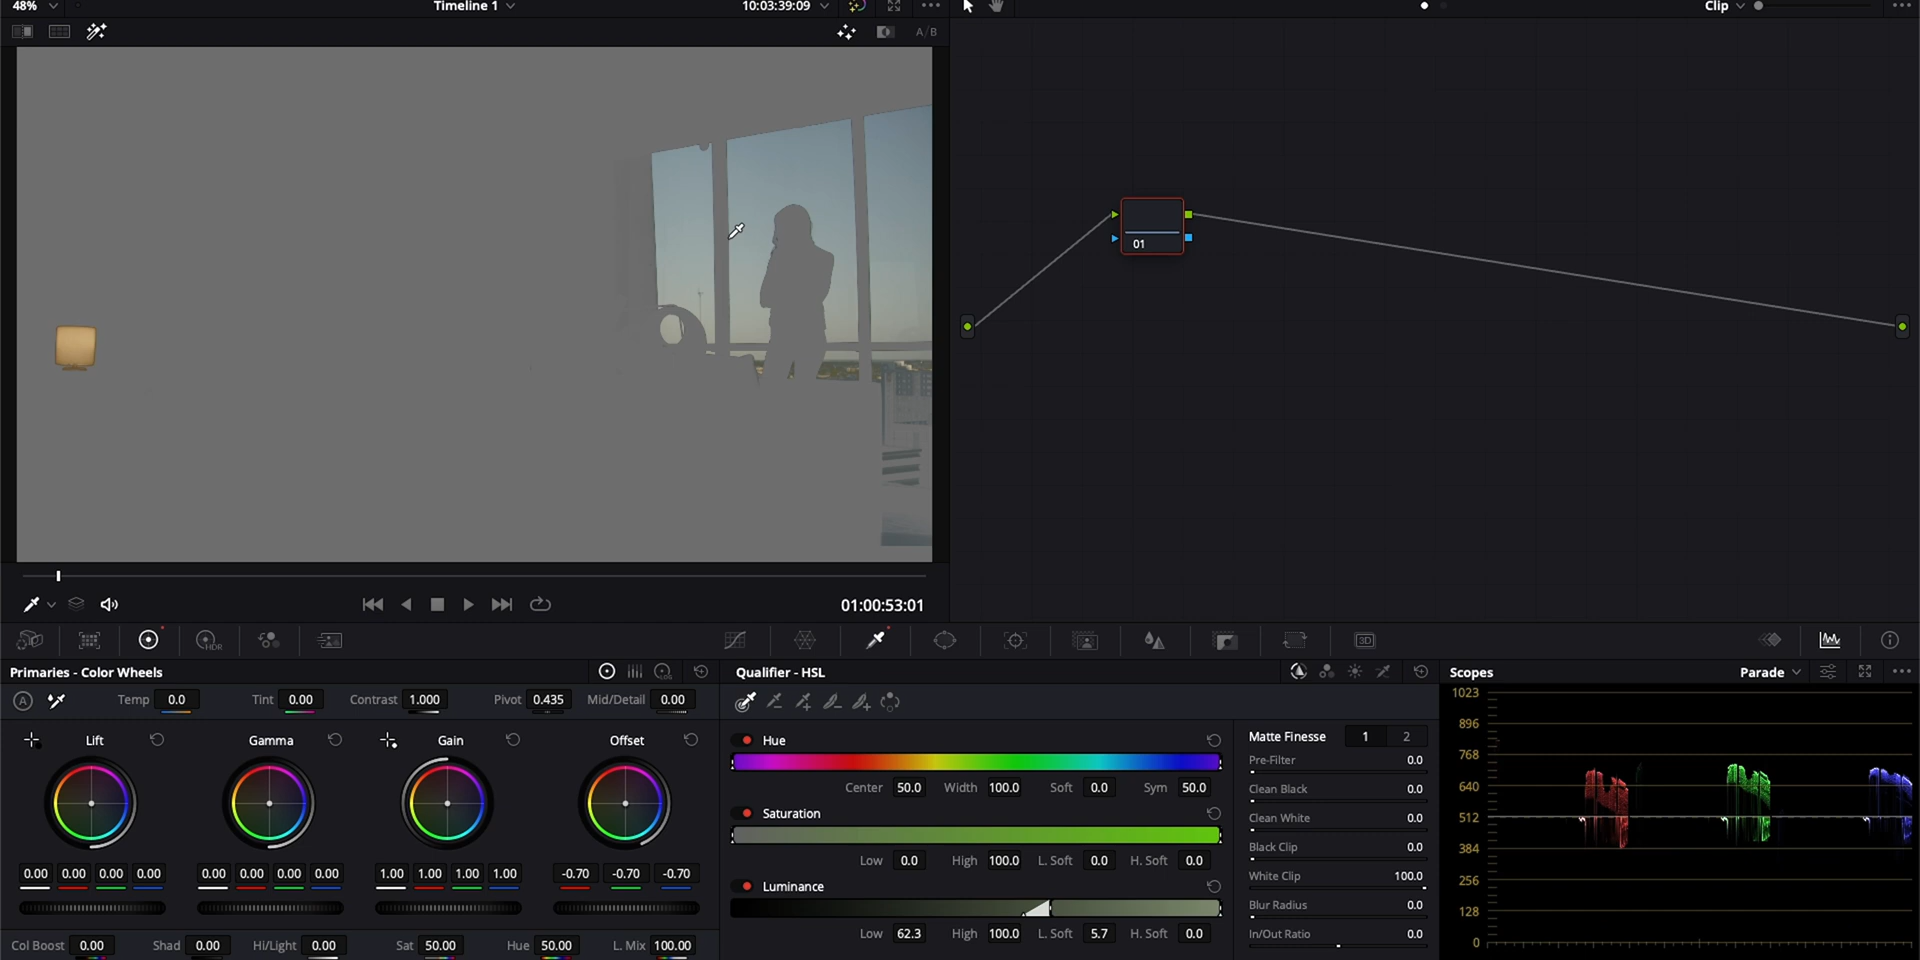 48% Timeline 1 10:03:39:09 Clip
A/B
01
01:00:53:01
HDR 3D
Primaries - Color Wheels Qualifier - HSL Scopes Parade
A Temp 0.0 Tint 0.00 Contrast 1.000 Pivot 0.435 Mid/Detail 0.00
Lift Gamma Gain Offset
0.00 0.00 0.00 0.00 0.00 0.00 0.00 0.00 1.00 1.00 1.00 1.00 -0.70 -0.70 -0.70
Col Boost 0.00 Shad 0.00 Hi/Light 0.00 Sat 50.00 Hue 50.00 L. Mix 100.00
Hue
Center 50.0 Width 100.0 Soft 0.0 Sym 50.0
Saturation
Low 0.0 High 100.0 L. Soft 0.0 H. Soft 0.0
Luminance
Low 62.3 High 100.0 L. Soft 5.7 H. Soft 0.0
Matte Finesse 1 2
Pre-Filter 0.0
Clean Black 0.0
Clean White 0.0
Black Clip 0.0
White Clip 100.0
Blur Radius 0.0
In/Out Ratio 0.0
1023
896
768
640
512
384
256
128
0